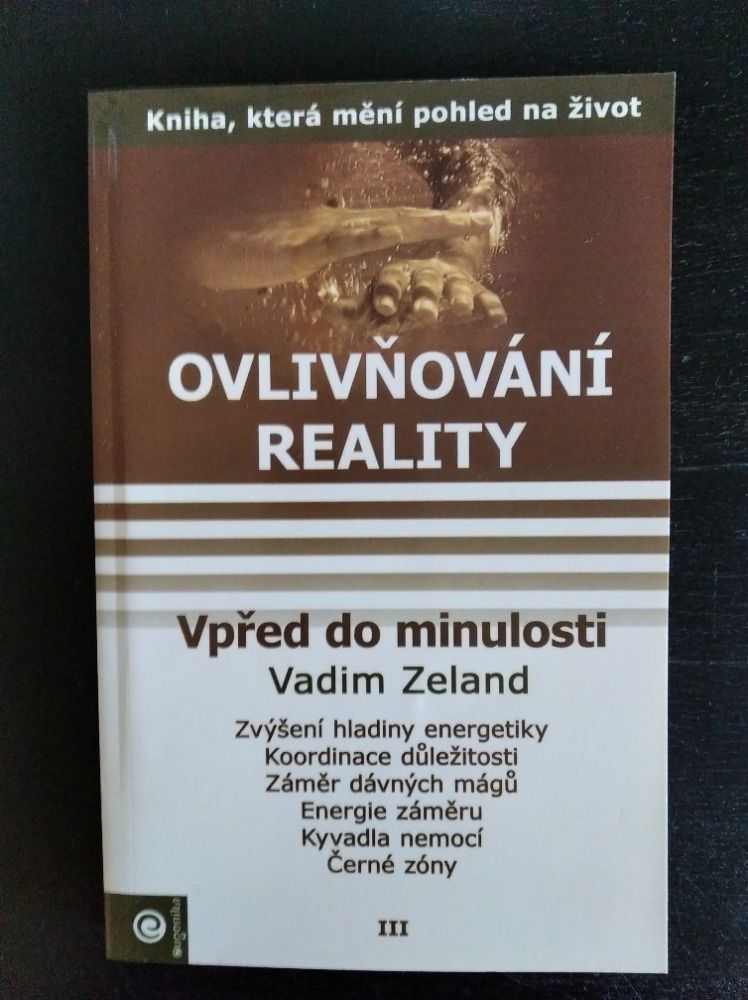 Kniha, která mění pohled na život
OVLIVŇOVÁNÍ
REALITY
Vpřed do minulosti
Vadim Zeland
Zvýšení hladiny energetiky
Koordinace důležitosti
Záměr dávných mágů
Energie záměru
Kyvadla nemocí
Černé zóny
III
eugenika